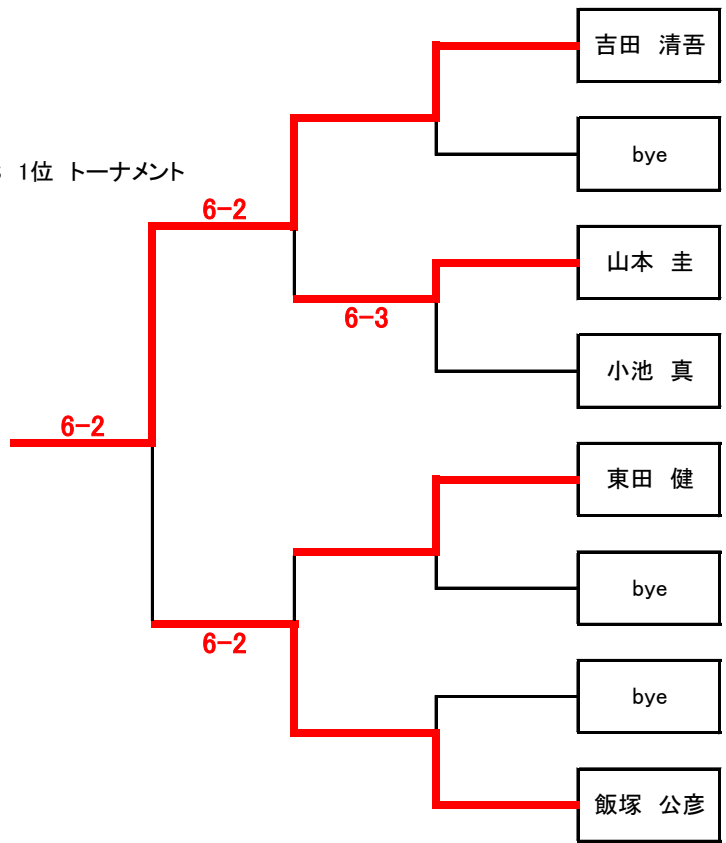 吉田 清吾
bye
1位 トーナメント
6-2
山本 圭
6-3
小池 真
6-2
東田 健
bye
6-2
bye
飯塚 公彦